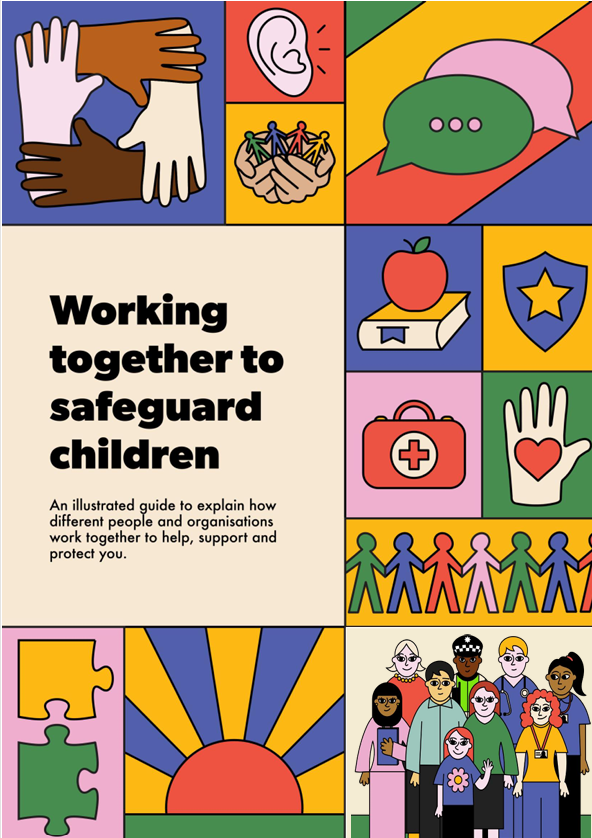 Working
together to
safeguard
children
An illustrated guide to explain how
different people and organisations
work together to help, support and
protect you.